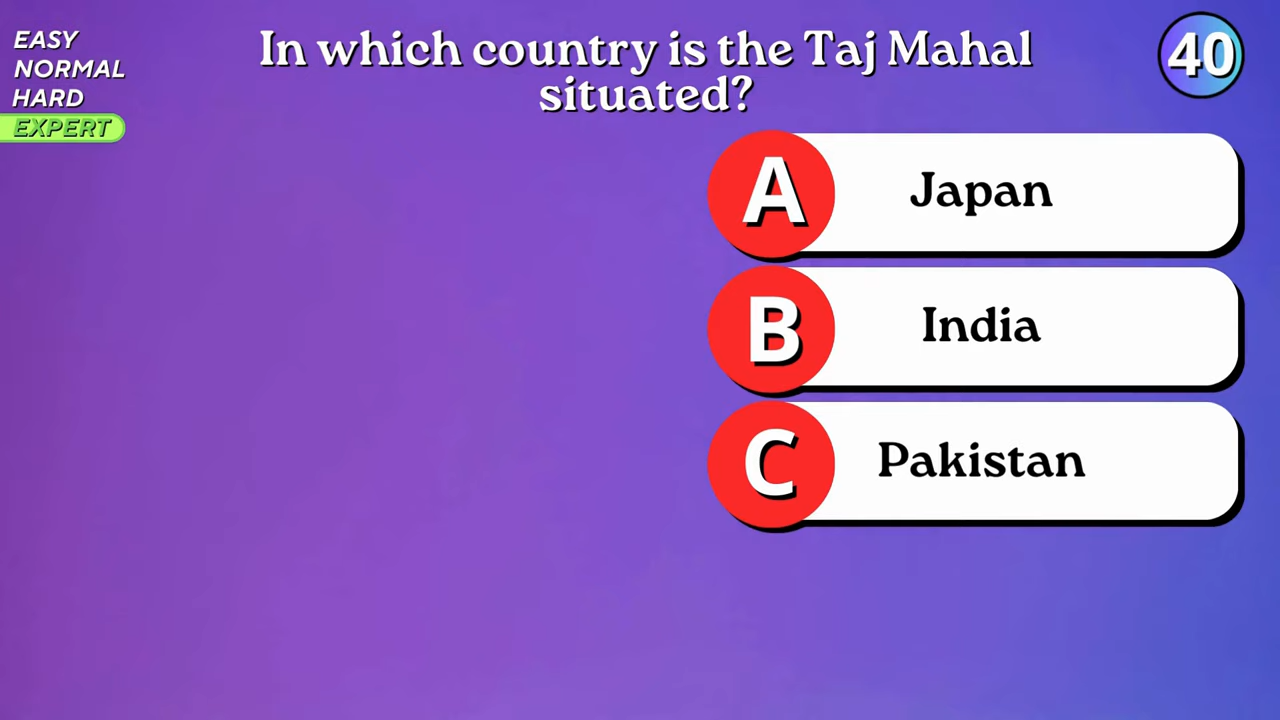 EASY
NORMAL
HARD
EXPERT
In which country is the Taj Mahal
situated?
40
A
Japan
B
India
C
Pakistan